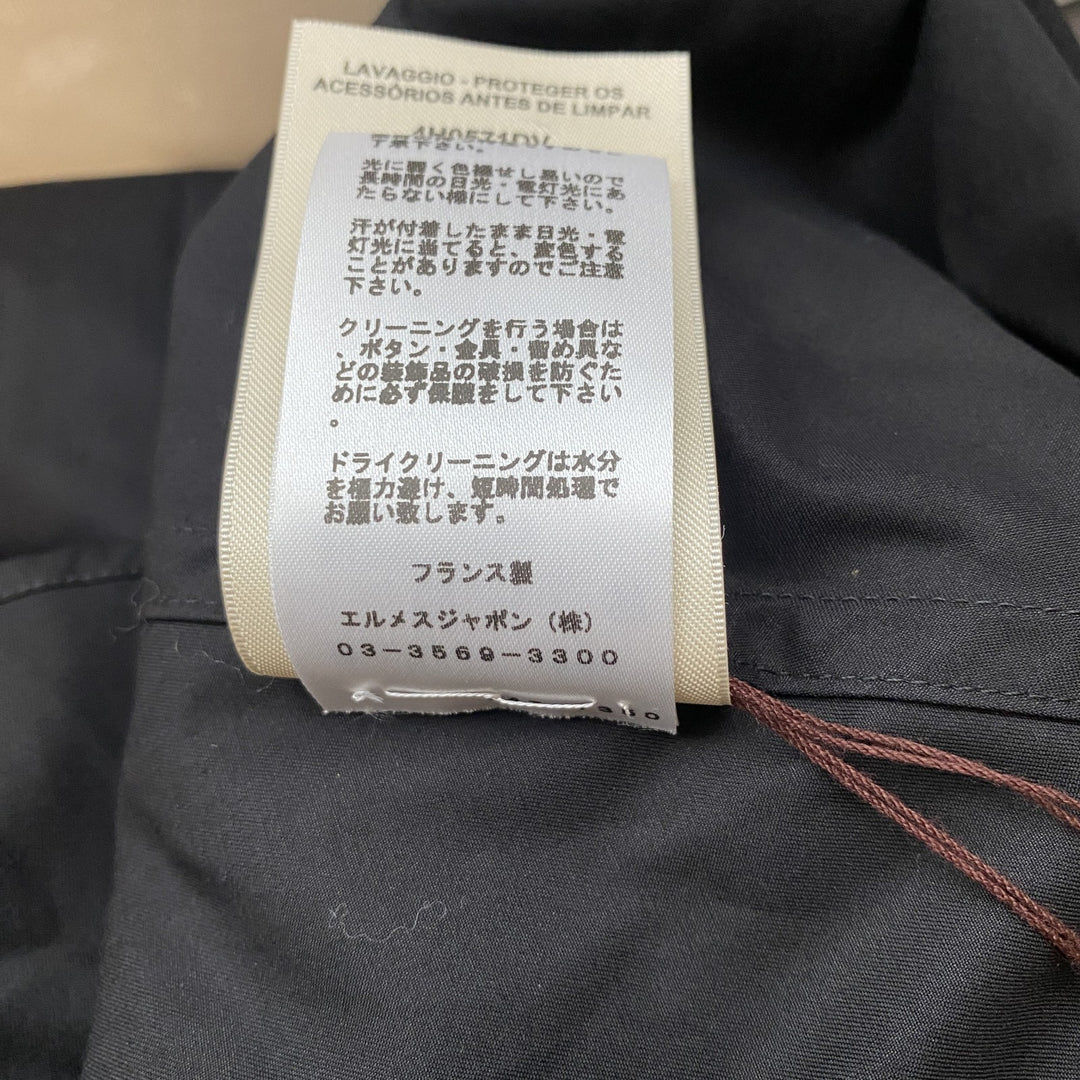 LAVAGGIO - PROTEGER OS
ACESSÓRIOS ANTES DE LIMPAR
了承下さい。
光に弱く色褪せし易いので
長時間の日光・電灯光にあ
たらない様にして下さい。
汗が付着したまま日光・電
灯光に当てると、変色する
ことがありますのでご注意
下さい。
クリーニングを行う場合は
、ボタン・金具・留め具な
どの装飾品の破損を防ぐた
めに必ず保護をして下さい
。
ドライクリーニングは水分
を極力避け、短時間処理で
お願い致します。
フランス製
エルメスジャポン（株）
03-3569-3300